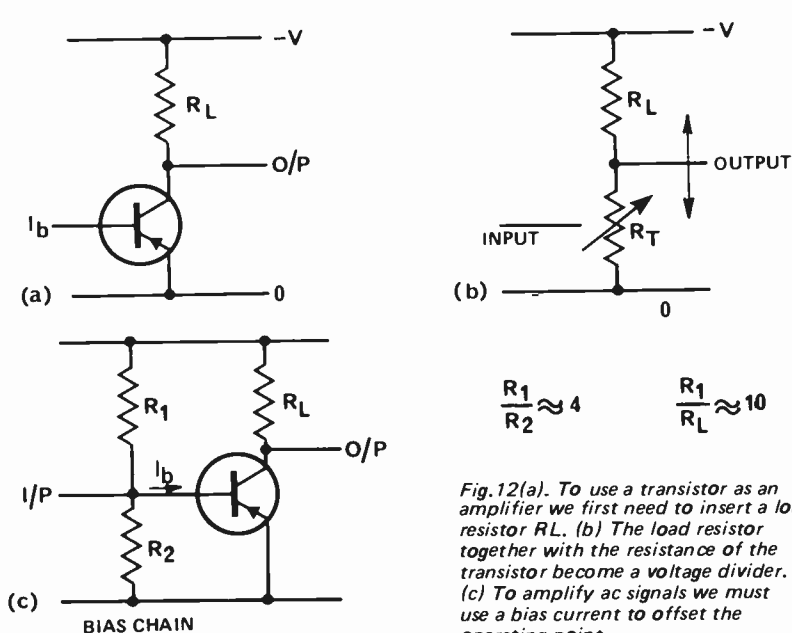 -V
RL
O/P
Ib
(a)
0
-V
RL
OUTPUT
INPUT
RT
(b)
0
R1
RL
O/P
Ib
I/P
R2
(c)
BIAS CHAIN
R1/R2 ≈ 4
R1/RL ≈ 10
Fig.12(a). To use a transistor as an
amplifier we first need to insert a lo
resistor RL. (b) The load resistor
together with the resistance of the
transistor become a voltage divider.
(c) To amplify ac signals we must
use a bias current to offset the
operating point